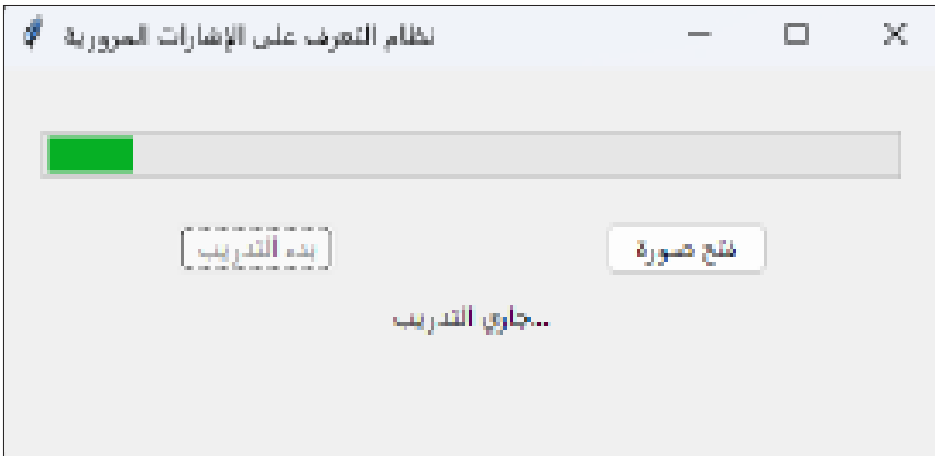 نظام التعرف على الإشارات المرورية
فتح صورة
بدء التدريب
جاري التدريب...